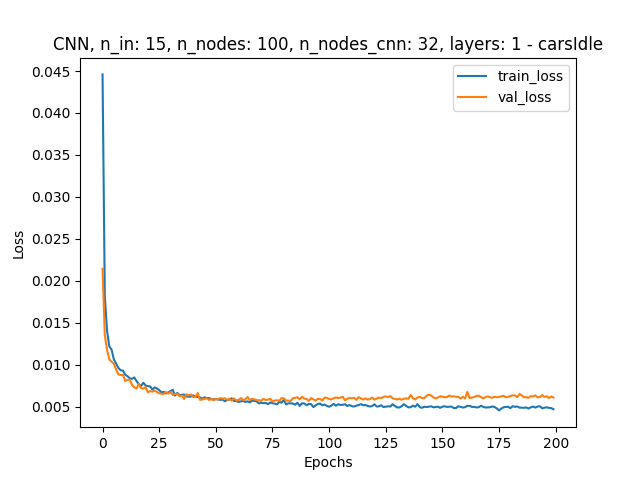 CNN, n_in: 15, n_nodes: 100, n_nodes_cnn: 32, layers: 1 - carsIdle
train_loss
val_loss
0.045
0.040
0.035
0.030
0.025
0.020
0.015
0.010
0.005
Loss
0 25 50 75 100 125 150 175 200
Epochs